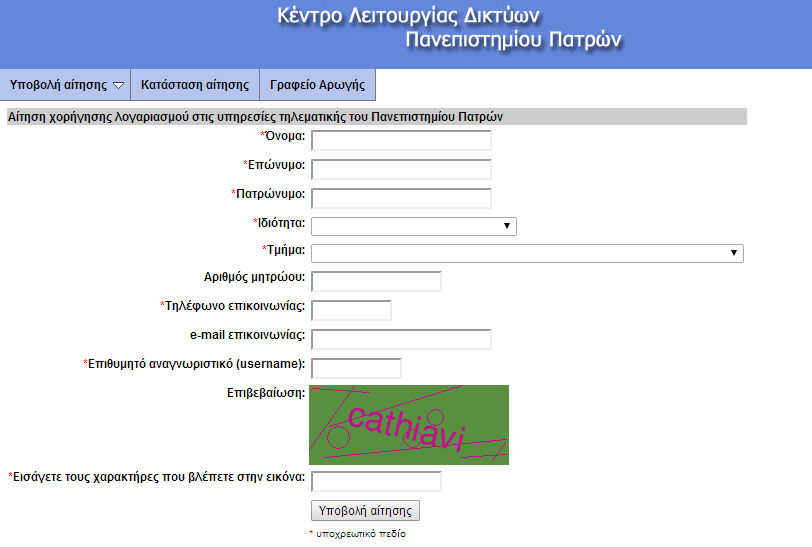 Κέντρο Λειτουργίας Δικτύων
Πανεπιστημίου Πατρών
Υποβολή αίτησης Κατάσταση αίτησης Γραφείο Αρωγής
Αίτηση χορήγησης λογαριασμού στις υπηρεσίες τηλεματικής του Πανεπιστημίου Πατρών
*Όνομα:
*Επώνυμο:
*Πατρώνυμο:
*Ιδιότητα:
*Τμήμα:
Αριθμός μητρώου:
*Τηλέφωνο επικοινωνίας:
e-mail επικοινωνίας:
*Επιθυμητό αναγνωριστικό (username):
Επιβεβαίωση:
cathiavi
*Εισάγετε τους χαρακτήρες που βλέπετε στην εικόνα:
Υποβολή αίτησης
* υποχρεωτικό πεδίο